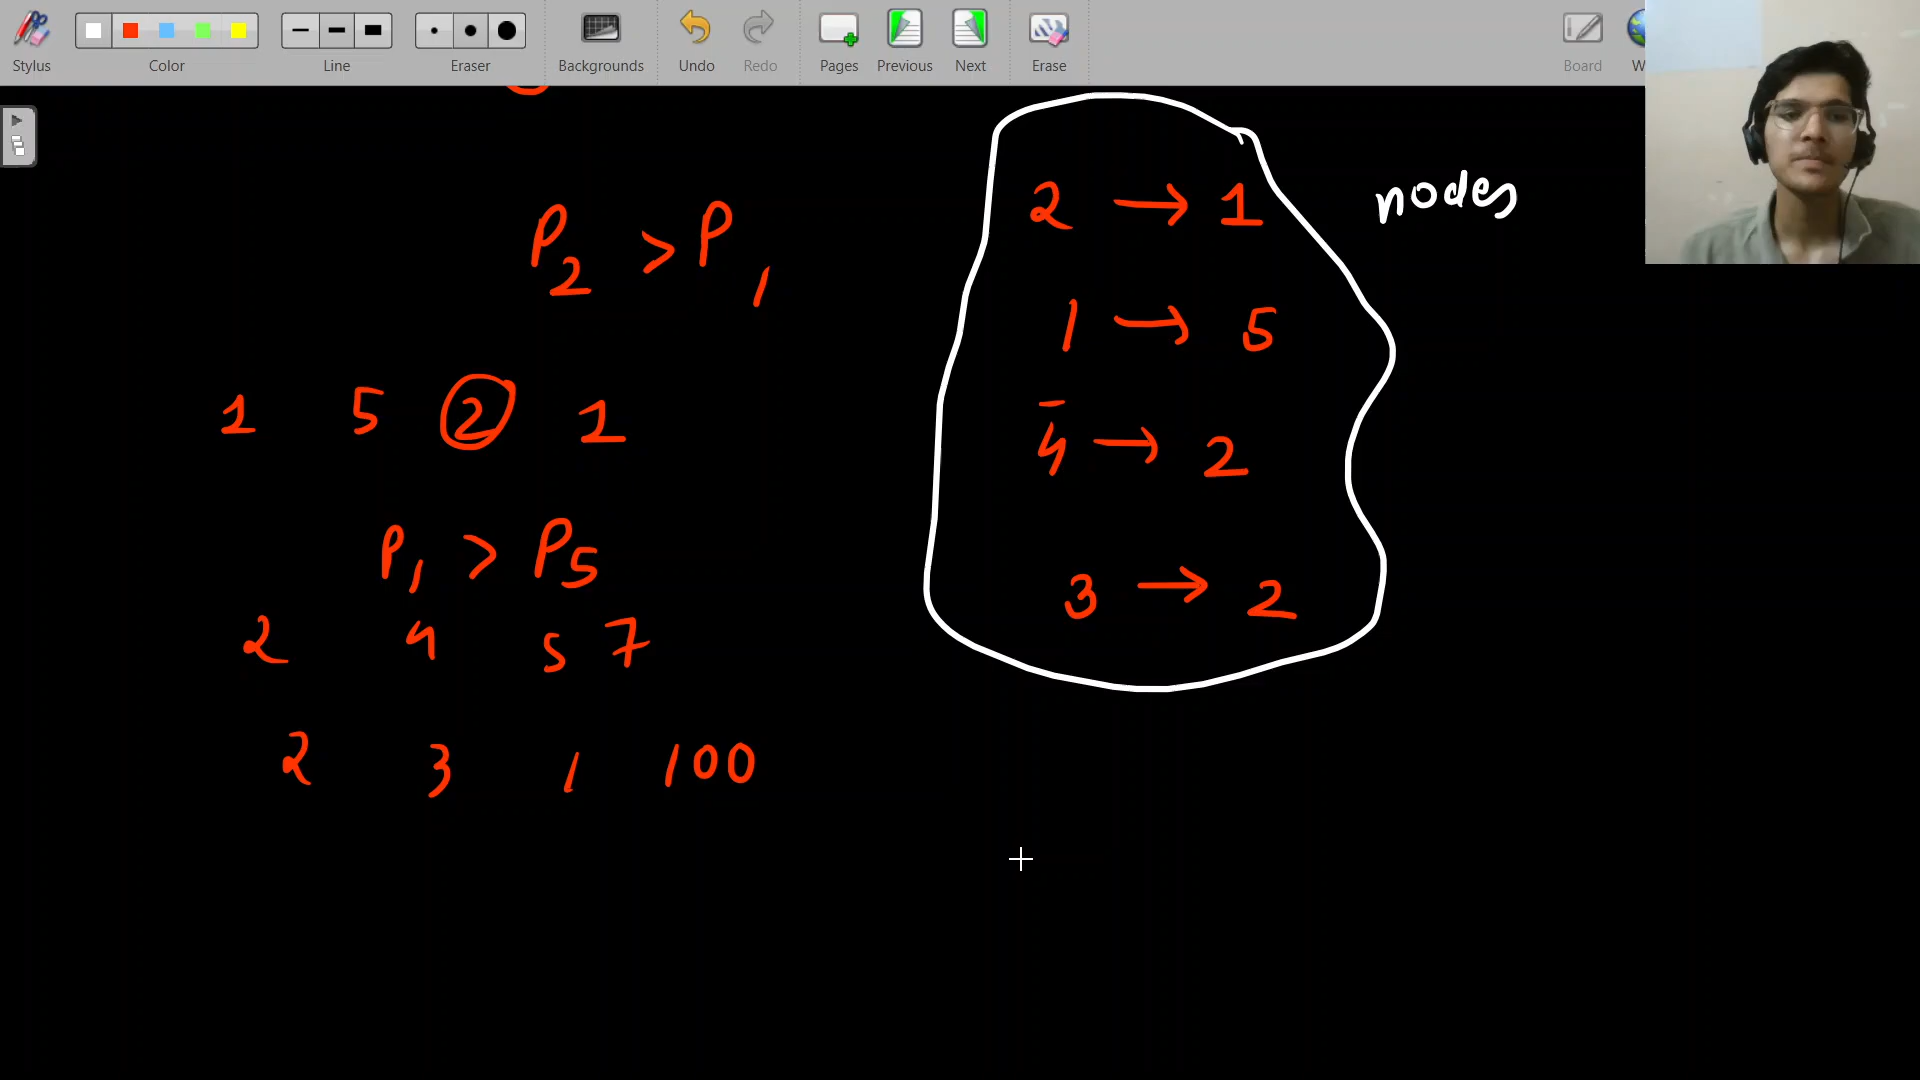 Stylus Color Line Eraser Backgrounds Undo Redo Pages Previous Next Erase Board W
P2 > P1
1 5 2 1
P1 > P5
2 4 5 7
2 3 1 100
2 → 1
1 → 5
4 → 2
3 → 2
nodes